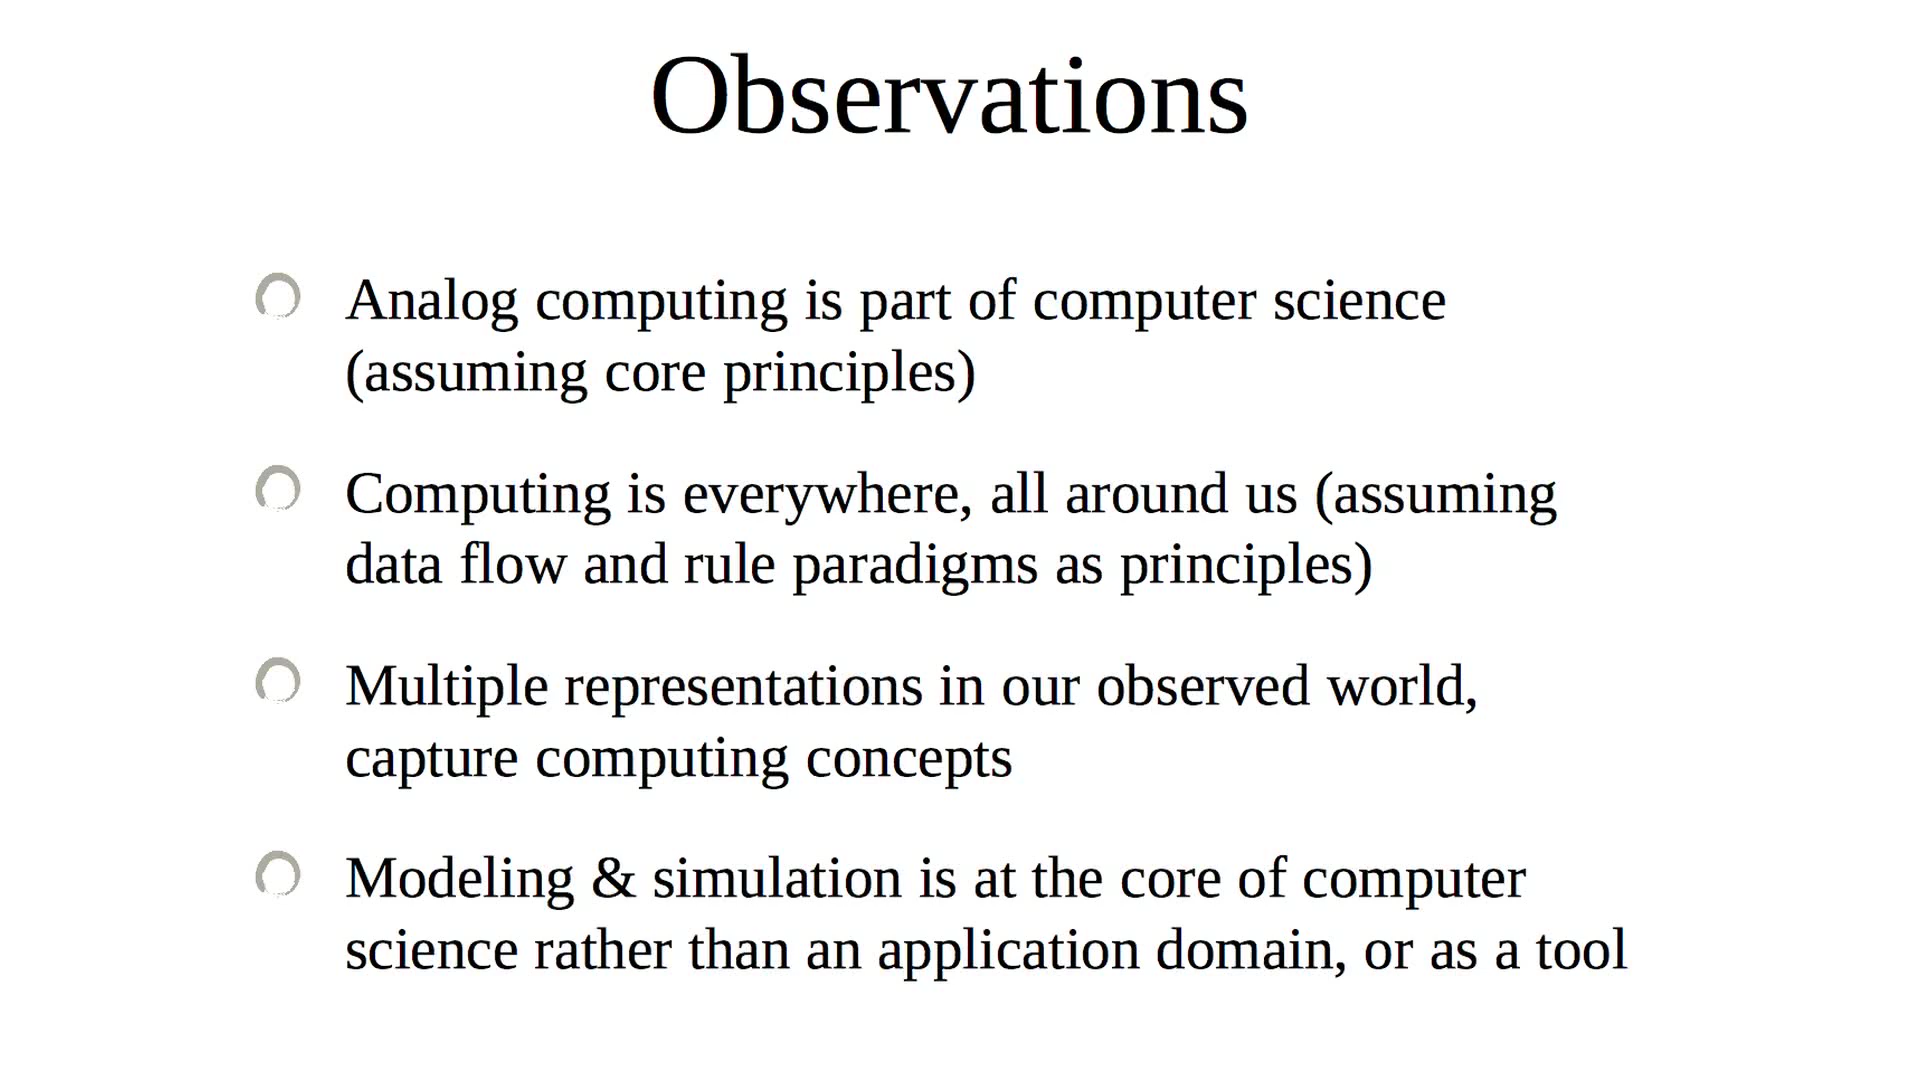 Observations
Analog computing is part of computer science
(assuming core principles)
Computing is everywhere, all around us (assuming
data flow and rule paradigms as principles)
Multiple representations in our observed world,
capture computing concepts
Modeling & simulation is at the core of computer
science rather than an application domain, or as a tool